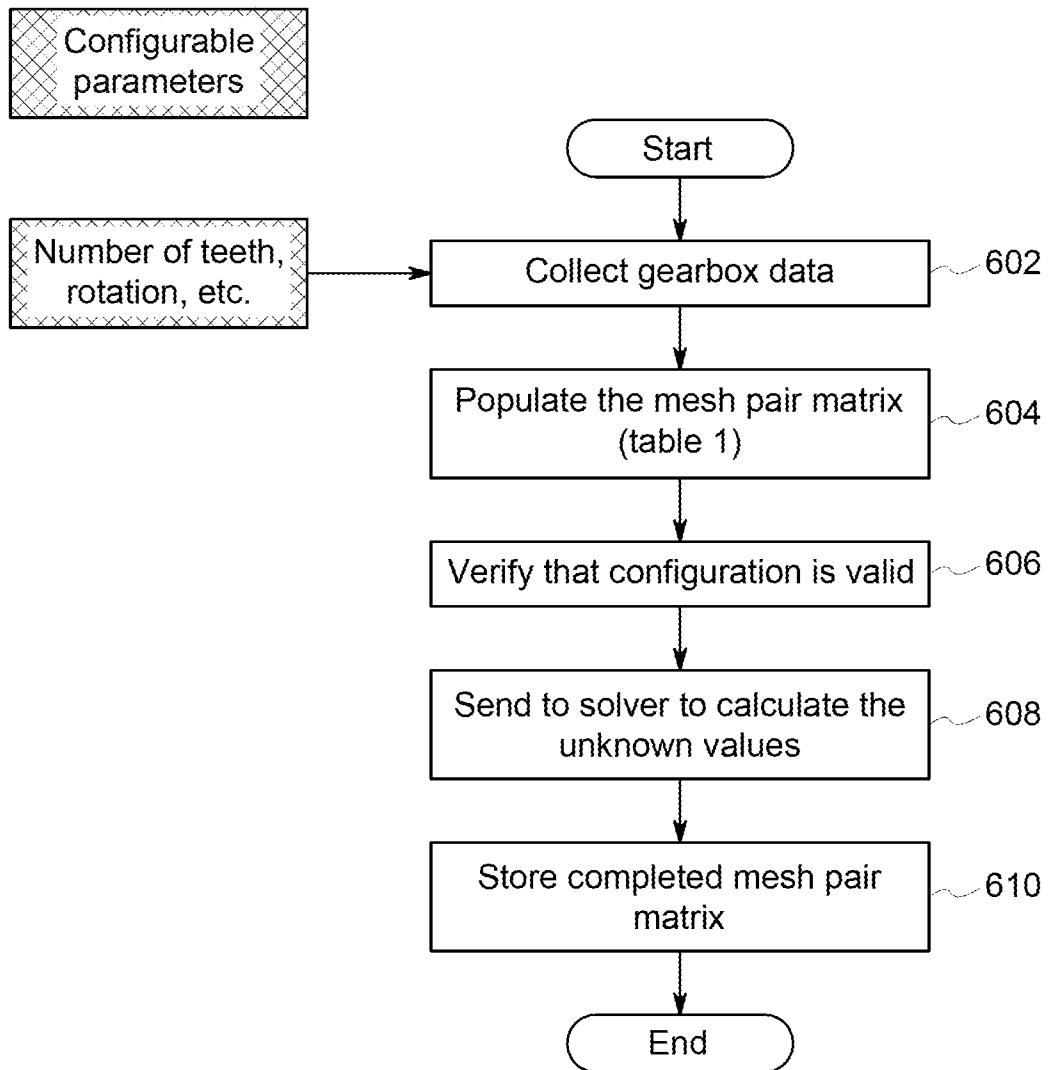 Configurable
parameters
Start
Number of teeth,
rotation, etc.
Collect gearbox data
602
Populate the mesh pair matrix
(table 1)
604
Verify that configuration is valid
606
Send to solver to calculate the
unknown values
608
Store completed mesh pair
matrix
610
End